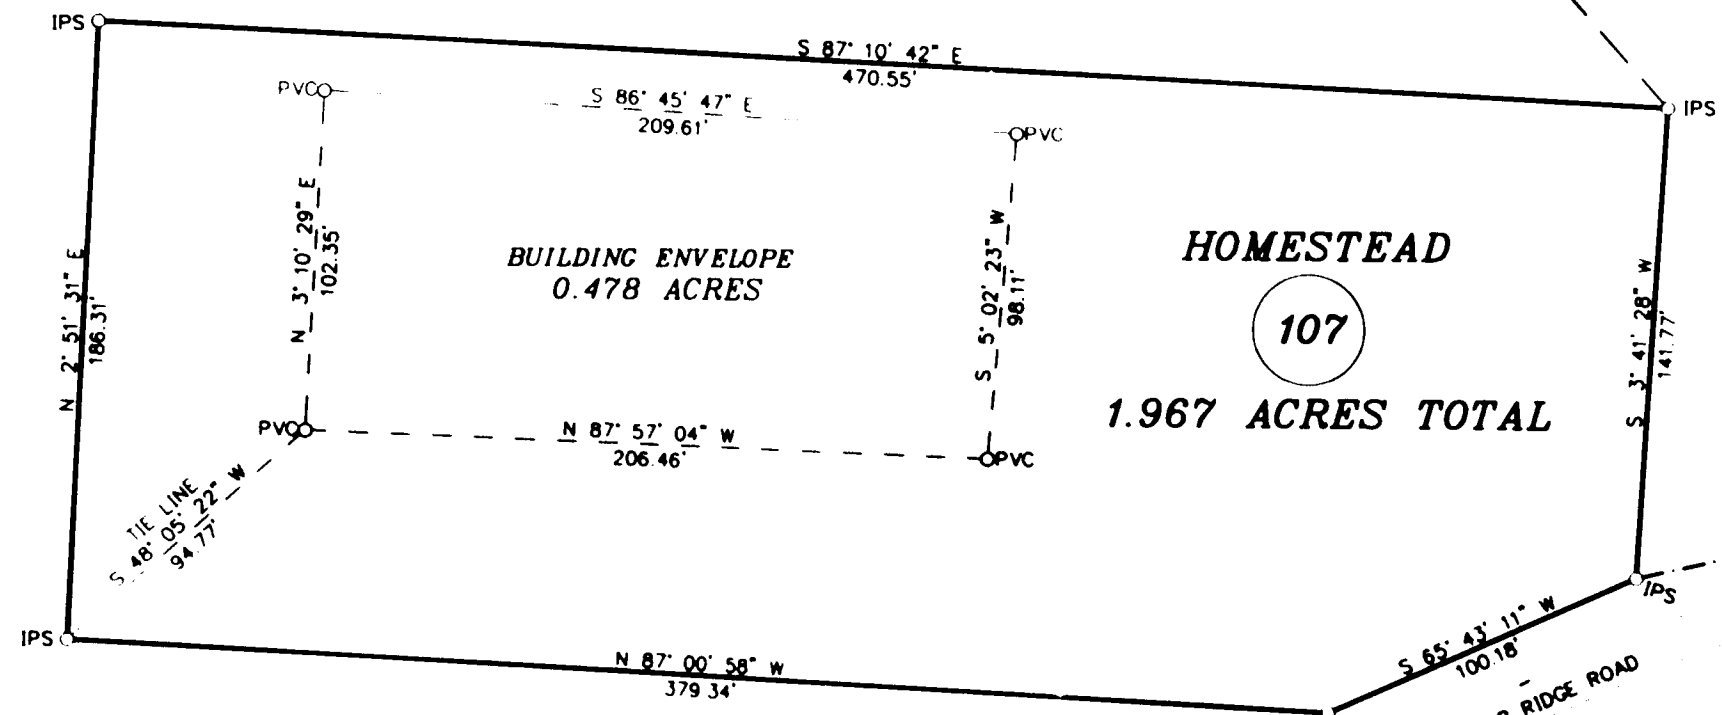 IPS
S 87° 10' 42" E
470.55'
IPS
PVC
S 86° 45' 47" E
209.61'
PVC
N 3° 10' 29" E
102.35'
BUILDING ENVELOPE
0.478 ACRES
S 5° 02' 23" W
98.11'
HOMESTEAD
107
1.967 ACRES TOTAL
N 2° 51' 31" E
186.31'
S 3° 41' 28" W
141.77'
PVC
N 87° 57' 04" W
206.46'
PVC
TIE LINE
S 48° 05' 22" W
94.77'
IPS
IPS
N 87° 00' 58" W
379.34'
S 65° 43' 11" W
100.18'
RIDGE ROAD